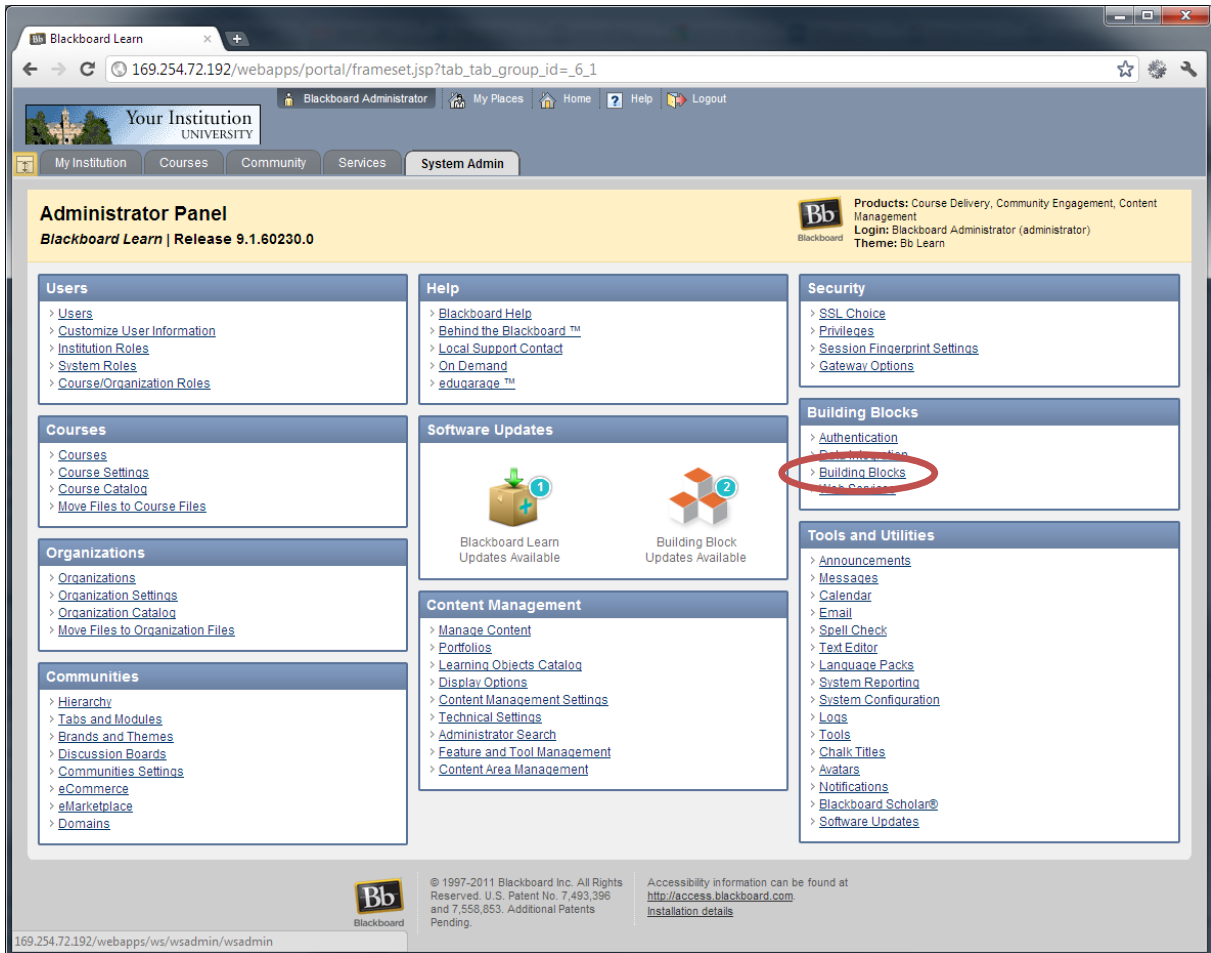 Blackboard Learn
169.254.72.192/webapps/portal/frameset.jsp?tab_tab_group_id=_6_1
Blackboard Administrator My Places Home Help Logout
Your Institution
UNIVERSITY
My Institution Courses Community Services System Admin
Administrator Panel
Blackboard Learn | Release 9.1.60230.0
Bb
Blackboard
Products: Course Delivery, Community Engagement, Content
Management
Login: Blackboard Administrator (administrator)
Theme: Bb Learn
Users
Users
Customize User Information
Institution Roles
System Roles
Course/Organization Roles
Courses
Courses
Course Settings
Course Catalog
Move Files to Course Files
Organizations
Organizations
Organization Settings
Organization Catalog
Move Files to Organization Files
Communities
Hierarchy
Tabs and Modules
Brands and Themes
Discussion Boards
Communities Settings
eCommerce
eMarketplace
Domains
Help
Blackboard Help
Behind the Blackboard ™
Local Support Contact
On Demand
edugarage ™
Software Updates
1
Blackboard Learn
Updates Available
2
Building Block
Updates Available
Content Management
Manage Content
Portfolios
Learning Objects Catalog
Display Options
Content Management Settings
Technical Settings
Administrator Search
Feature and Tool Management
Content Area Management
Security
SSL Choice
Privileges
Session Fingerprint Settings
Gateway Options
Building Blocks
Authentication
Data Integration
Building Blocks
Web Services
Tools and Utilities
Announcements
Messages
Calendar
Email
Spell Check
Text Editor
Language Packs
System Reporting
System Configuration
Logs
Tools
Chalk Titles
Avatars
Notifications
Blackboard Scholar®
Software Updates
Bb
Blackboard
© 1997-2011 Blackboard Inc. All Rights
Reserved. U.S. Patent No. 7,493,396
and 7,558,853. Additional Patents
Pending.
Accessibility information can be found at
http://access.blackboard.com.
Installation details
169.254.72.192/webapps/ws/wsadmin/wsadmin